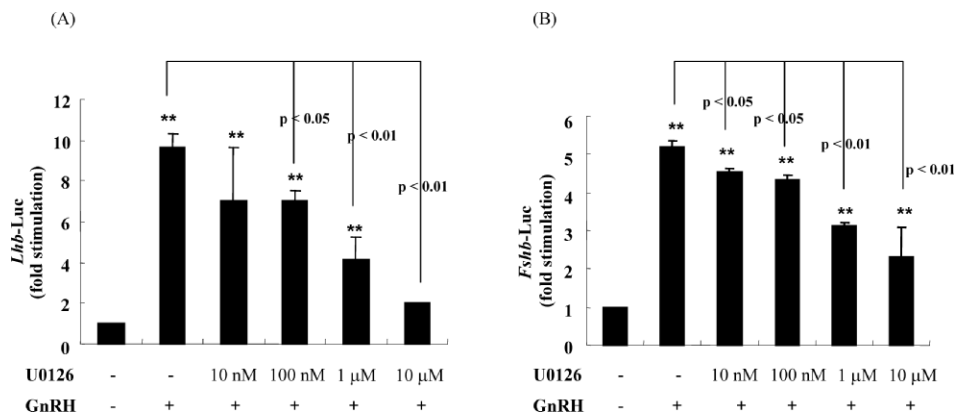 (A)
Lhb-Luc
(fold stimulation)
12
10
8
6
4
2
0
**
**
**
**
p < 0.05
p < 0.01
p < 0.01
U0126 - - 10 nM 100 nM 1 μM 10 μM
GnRH - + + + + +
(B)
Fshb-Luc
(fold stimulation)
6
5
4
3
2
1
0
**
**
**
**
**
p < 0.05
p < 0.05
p < 0.01
p < 0.01
- - 10 nM 100 nM 1 μM 10 μM
- + + + + +